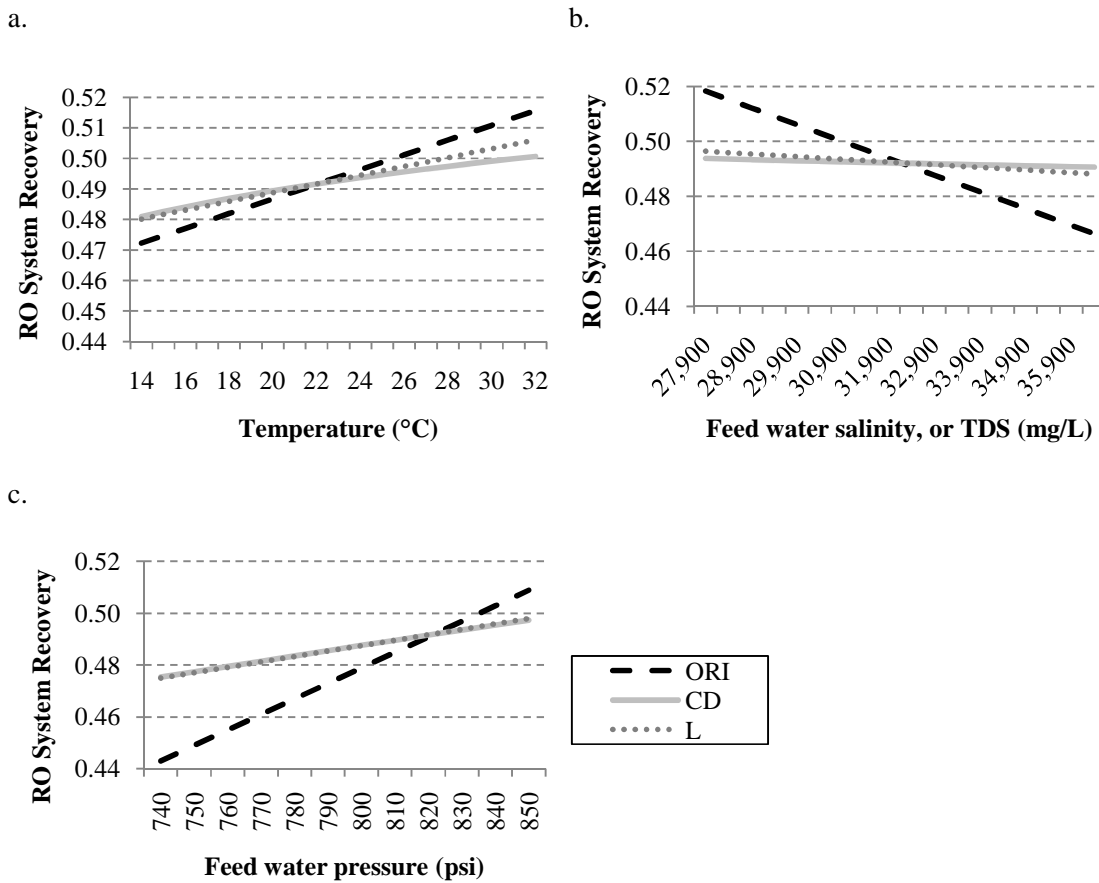 a.
RO System Recovery
0.52
0.51
0.50
0.49
0.48
0.47
0.46
0.45
0.44
14 16 18 20 22 24 26 28 30 32
Temperature (°C)
b.
RO System Recovery
0.52
0.50
0.48
0.46
0.44
27,900 28,900 29,900 30,900 31,900 32,900 33,900 34,900 35,900
Feed water salinity, or TDS (mg/L)
c.
RO System Recovery
0.52
0.50
0.48
0.46
0.44
740 750 760 770 780 790 800 810 820 830 840 850
Feed water pressure (psi)
ORI
CD
L